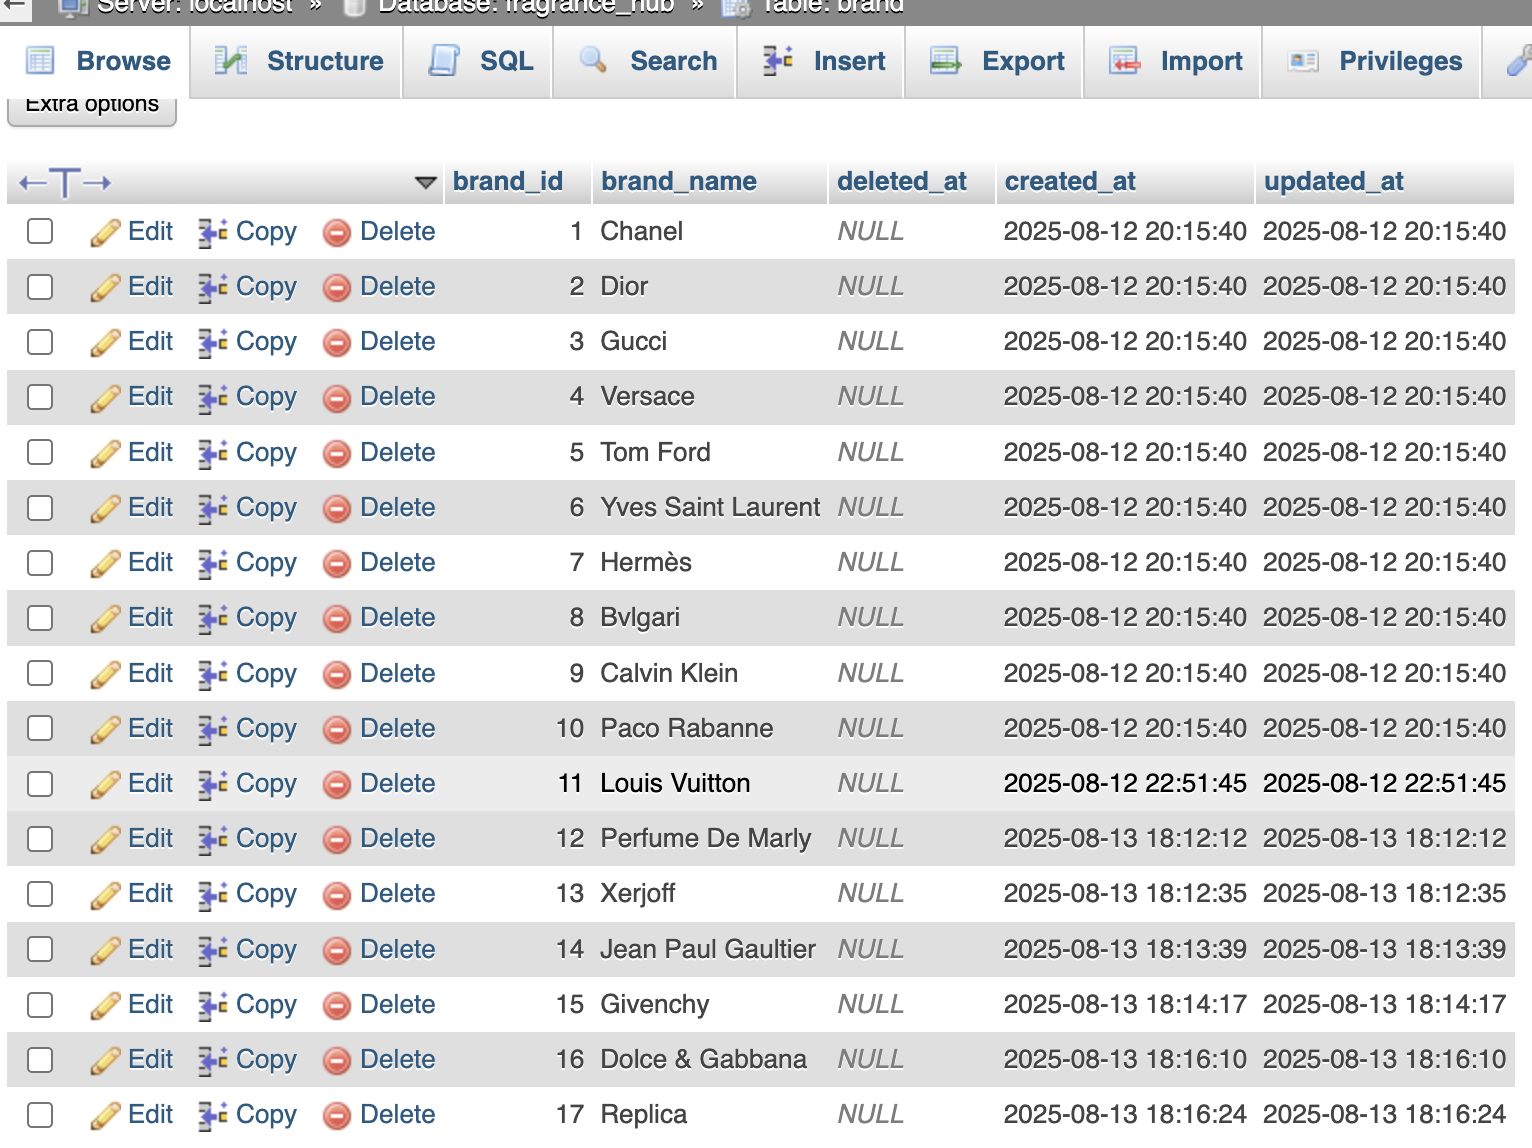 Server: localhost » Database: fragrance_hub » Table: brand
Browse Structure SQL Search Insert Export Import Privileges
Extra options
brand_id brand_name deleted_at created_at updated_at
Edit Copy Delete 1 Chanel NULL 2025-08-12 20:15:40 2025-08-12 20:15:40
Edit Copy Delete 2 Dior NULL 2025-08-12 20:15:40 2025-08-12 20:15:40
Edit Copy Delete 3 Gucci NULL 2025-08-12 20:15:40 2025-08-12 20:15:40
Edit Copy Delete 4 Versace NULL 2025-08-12 20:15:40 2025-08-12 20:15:40
Edit Copy Delete 5 Tom Ford NULL 2025-08-12 20:15:40 2025-08-12 20:15:40
Edit Copy Delete 6 Yves Saint Laurent NULL 2025-08-12 20:15:40 2025-08-12 20:15:40
Edit Copy Delete 7 Hermès NULL 2025-08-12 20:15:40 2025-08-12 20:15:40
Edit Copy Delete 8 Bvlgari NULL 2025-08-12 20:15:40 2025-08-12 20:15:40
Edit Copy Delete 9 Calvin Klein NULL 2025-08-12 20:15:40 2025-08-12 20:15:40
Edit Copy Delete 10 Paco Rabanne NULL 2025-08-12 20:15:40 2025-08-12 20:15:40
Edit Copy Delete 11 Louis Vuitton NULL 2025-08-12 22:51:45 2025-08-12 22:51:45
Edit Copy Delete 12 Perfume De Marly NULL 2025-08-13 18:12:12 2025-08-13 18:12:12
Edit Copy Delete 13 Xerjoff NULL 2025-08-13 18:12:35 2025-08-13 18:12:35
Edit Copy Delete 14 Jean Paul Gaultier NULL 2025-08-13 18:13:39 2025-08-13 18:13:39
Edit Copy Delete 15 Givenchy NULL 2025-08-13 18:14:17 2025-08-13 18:14:17
Edit Copy Delete 16 Dolce & Gabbana NULL 2025-08-13 18:16:10 2025-08-13 18:16:10
Edit Copy Delete 17 Replica NULL 2025-08-13 18:16:24 2025-08-13 18:16:24